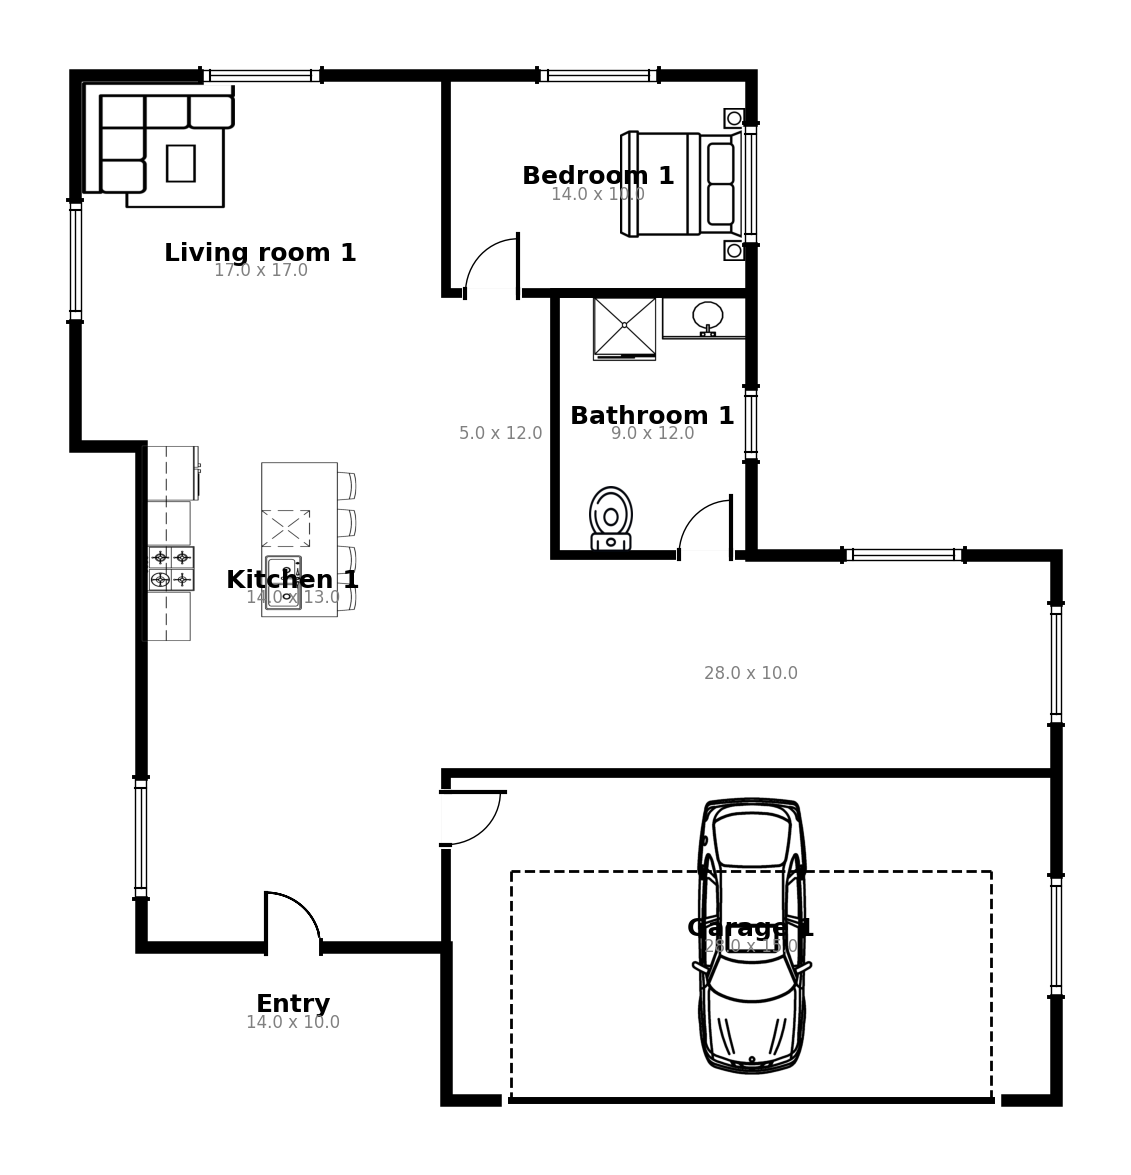 Bedroom 1
14.0 x 10.0
Living room 1
17.0 x 17.0
Bathroom 1
5.0 x 12.0
9.0 x 12.0
Kitchen 1
14.0 x 13.0
28.0 x 10.0
Garage 1
28.0 x 15.0
Entry
14.0 x 10.0